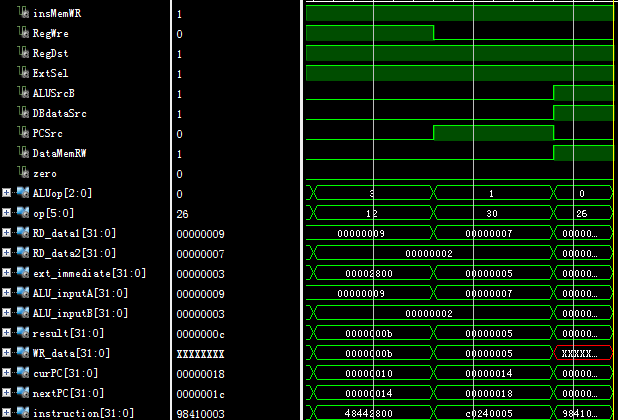 insMemWR 1
RegWre 0
RegDst 1
ExtSel 1
ALUSrcB 1
DBdataSrc 1
PCSrc 0
DataMemRW 1
zero 0
ALUop[2:0] 0 3 1 0
op[5:0] 26 12 30 26
RD_data1[31:0] 00000009 00000009 00000007 00000...
RD_data2[31:0] 00000007 00000002 00000...
ext_immediate[31:0] 00000003 00002800 00000005 00000...
ALU_inputA[31:0] 00000009 00000009 00000007 00000...
ALU_inputB[31:0] 00000003 00000002 00000...
result[31:0] 0000000c 0000000b 00000005 00000...
WR_data[31:0] XXXXXXXX 0000000b 00000005 XXXXX...
curPC[31:0] 00000018 00000010 00000014 00000...
nextPC[31:0] 0000001c 00000014 00000018 00000...
instruction[31:0] 98410003 48442800 c0240005 98410...